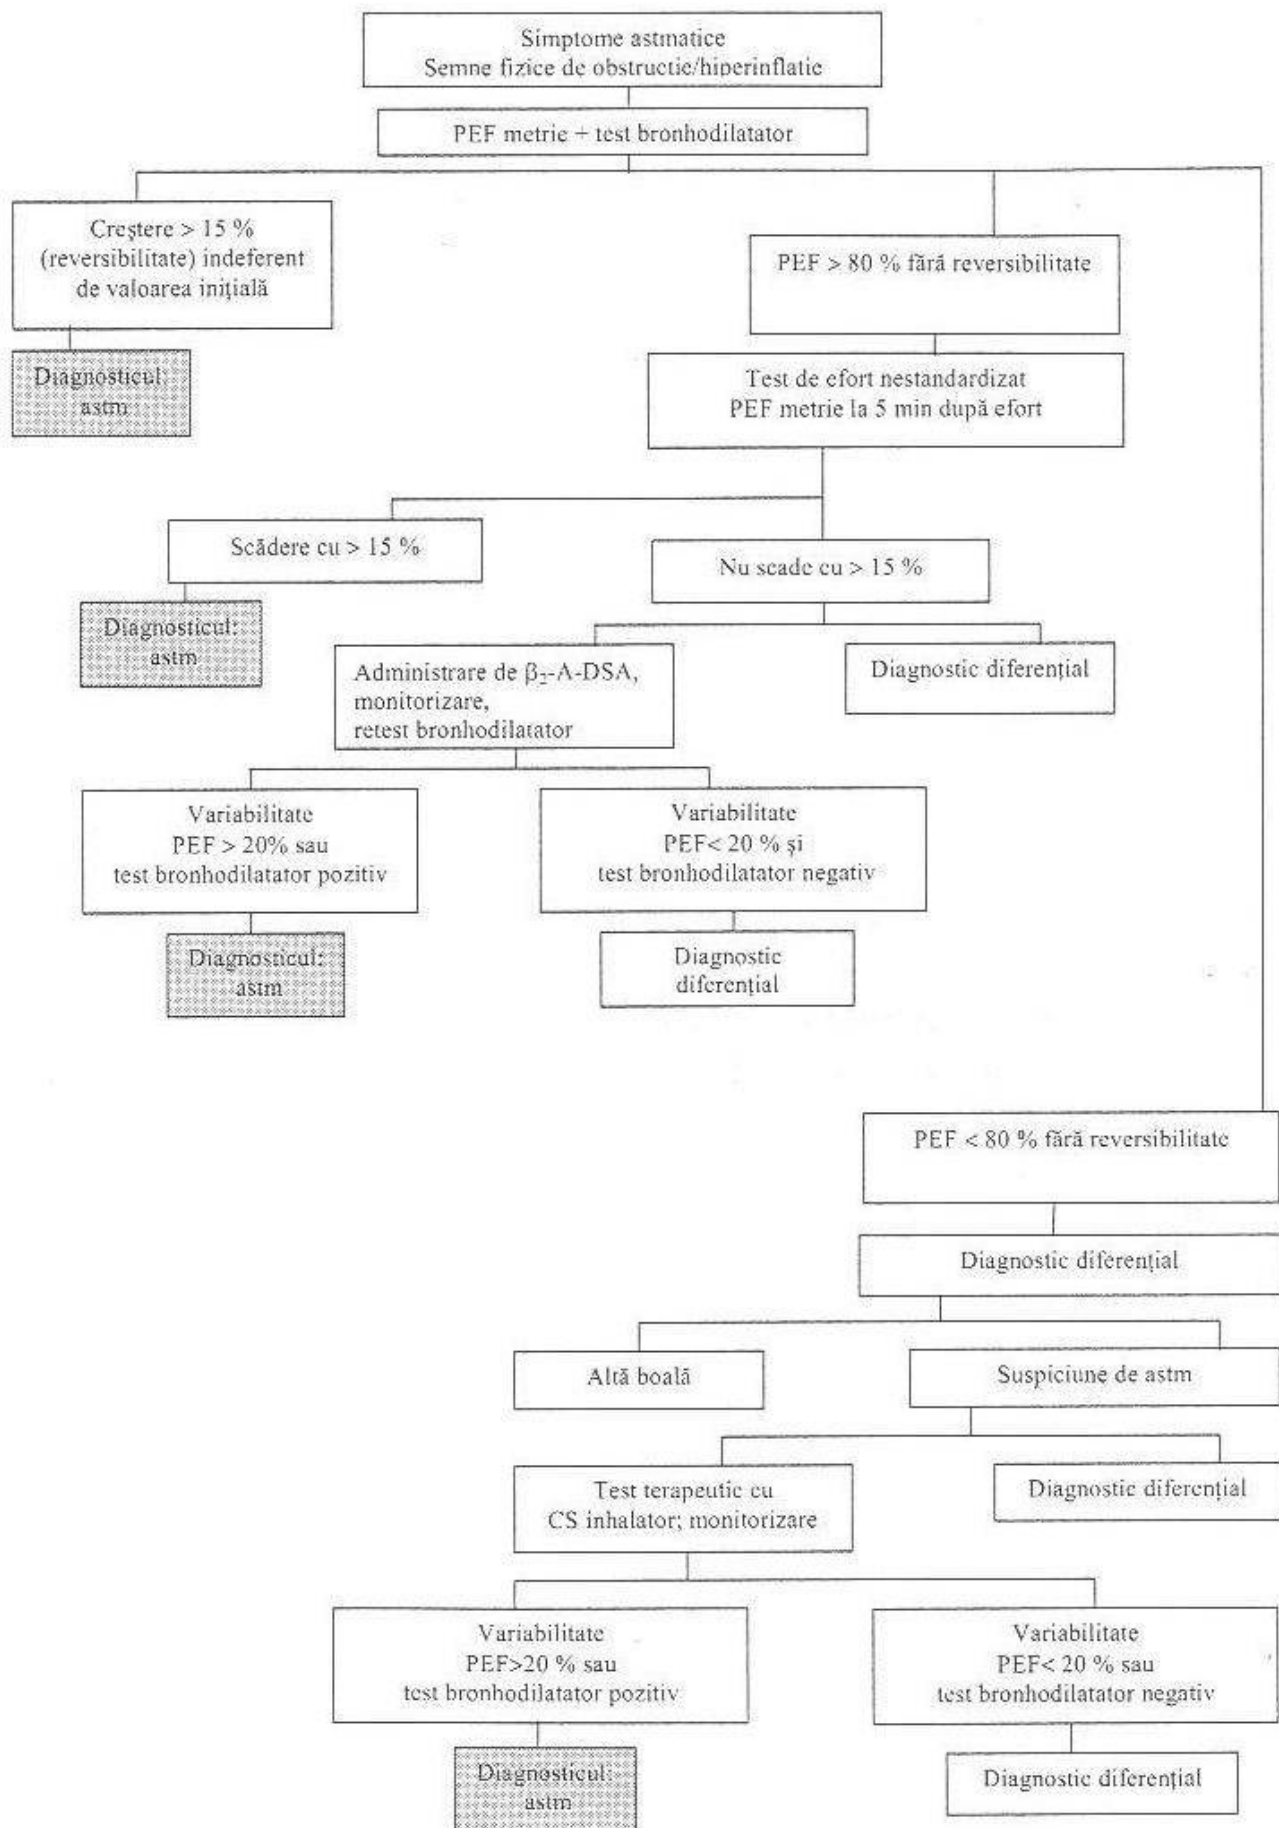 Simptome astmatice
Semne fizice de obstructie/hiperinflatie
PEF metrie + test bronhodilatator
Creştere > 15 %
(reversibilitate) indeferent
de valoarea iniţială
PEF > 80 % fără reversibilitate
Diagnosticul:
astm
Test de efort nestandardizat
PEF metrie la 5 min după efort
Scădere cu > 15 %
Nu scade cu > 15 %
Diagnosticul:
astm
Administrare de β₂-A-DSA,
monitorizare,
retest bronhodilatator
Diagnostic diferenţial
Variabilitate
PEF > 20% sau
test bronhodilatator pozitiv
Variabilitate
PEF< 20 % şi
test bronhodilatator negativ
Diagnosticul:
astm
Diagnostic
diferenţial
PEF < 80 % fără reversibilitate
Diagnostic diferenţial
Altă boală
Suspiciune de astm
Test terapeutic cu
CS inhalator; monitorizare
Diagnostic diferenţial
Variabilitate
PEF>20 % sau
test bronhodilatator pozitiv
Variabilitate
PEF< 20 % sau
test bronhodilatator negativ
Diagnosticul:
astm
Diagnostic diferenţial